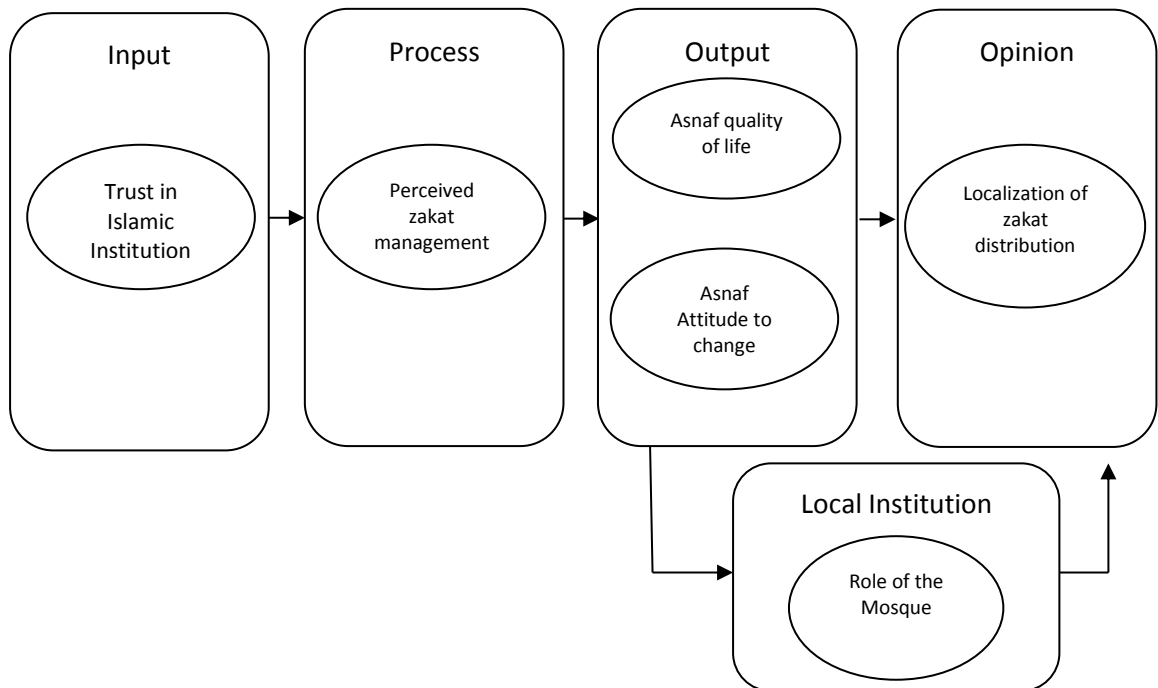 Input
Trust in
Islamic
Institution
Process
Perceived
zakat
management
Output
Asnaf quality
of life
Asnaf
Attitude to
change
Opinion
Localization of
zakat
distribution
Local Institution
Role of the
Mosque